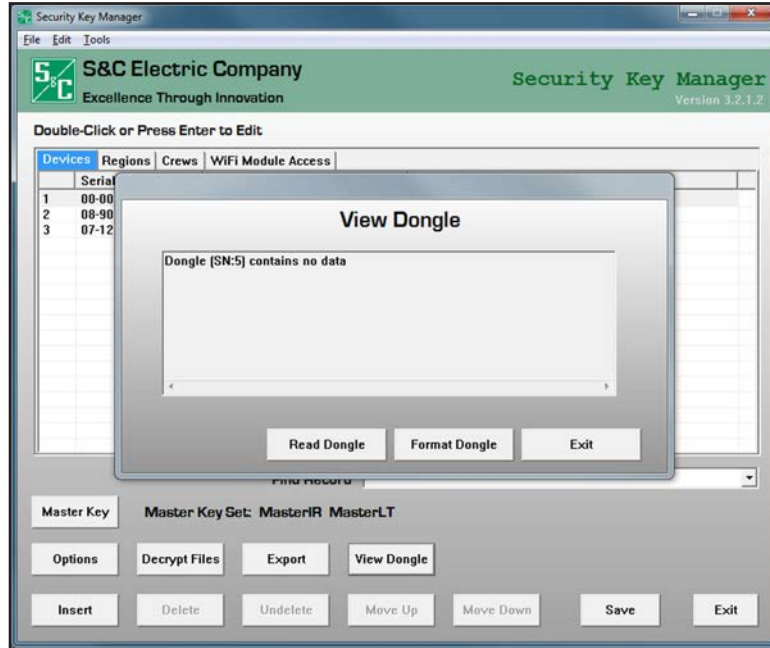 Security Key Manager
File Edit Tools
S&C
S&C Electric Company
Excellence Through Innovation
Security Key Manager
Version 3.2.1.2
Double-Click or Press Enter to Edit
Devices Regions Crews WiFi Module Access
Serial
1 00-00
2 08-90
3 07-12
View Dongle
Dongle (SN:5) contains no data
Read Dongle Format Dongle Exit
Find Record
Master Key Master Key Set: MasterIR MasterLT
Options Decrypt Files Export View Dongle
Insert Delete Undelete Move Up Move Down Save Exit